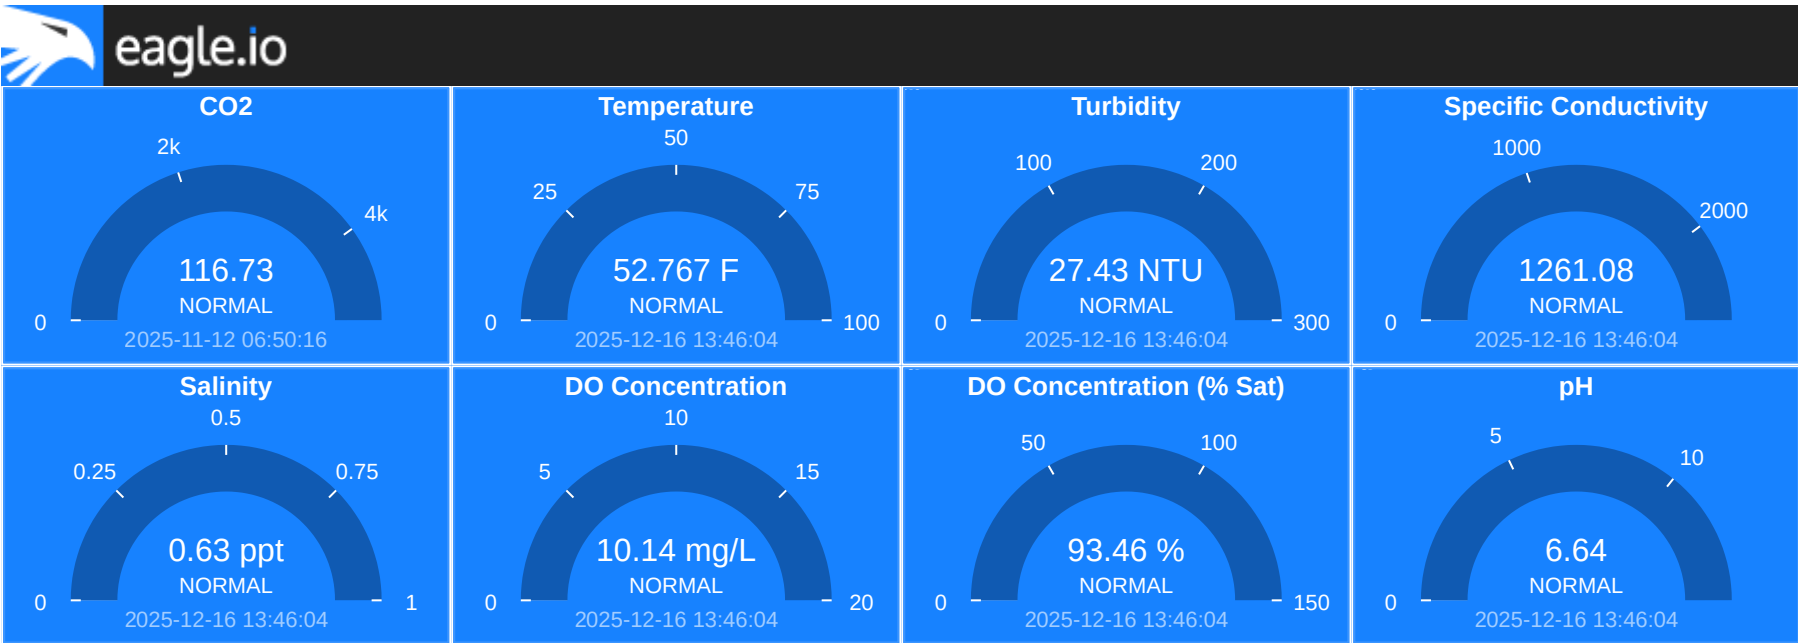 eagle.io
CO2
2k
4k
116.73
NORMAL
0
2025-11-12 06:50:16
Temperature
50
25
75
52.767 F
NORMAL
0
100
2025-12-16 13:46:04
Turbidity
100
200
27.43 NTU
NORMAL
0
300
2025-12-16 13:46:04
Specific Conductivity
1000
2000
1261.08
NORMAL
0
2025-12-16 13:46:04
Salinity
0.5
0.25
0.75
0.63 ppt
NORMAL
0
1
2025-12-16 13:46:04
DO Concentration
10
5
15
10.14 mg/L
NORMAL
0
20
2025-12-16 13:46:04
DO Concentration (% Sat)
50
100
93.46 %
NORMAL
0
150
2025-12-16 13:46:04
pH
5
10
6.64
NORMAL
0
2025-12-16 13:46:04